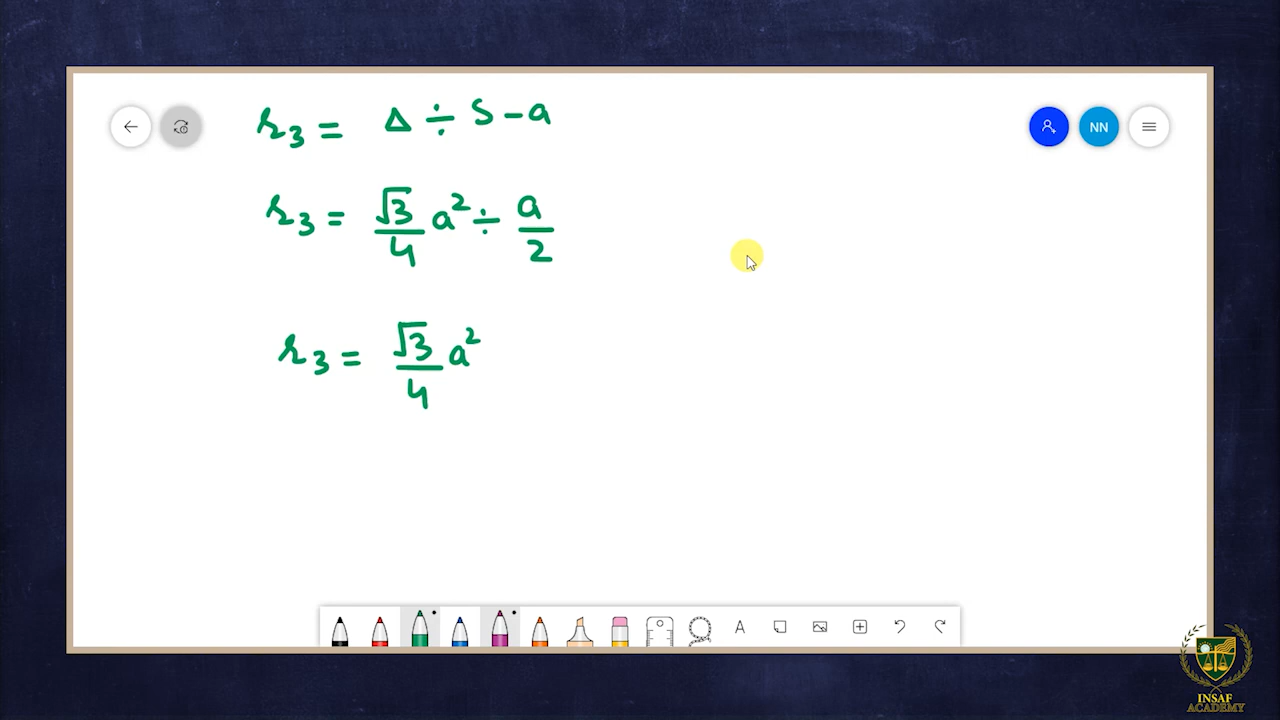 r₃ = Δ ÷ S - a
NN
r₃ = √3/4 a² ÷ a/2
r₃ = √3/4 a²
A
INSAF
ACADEMY